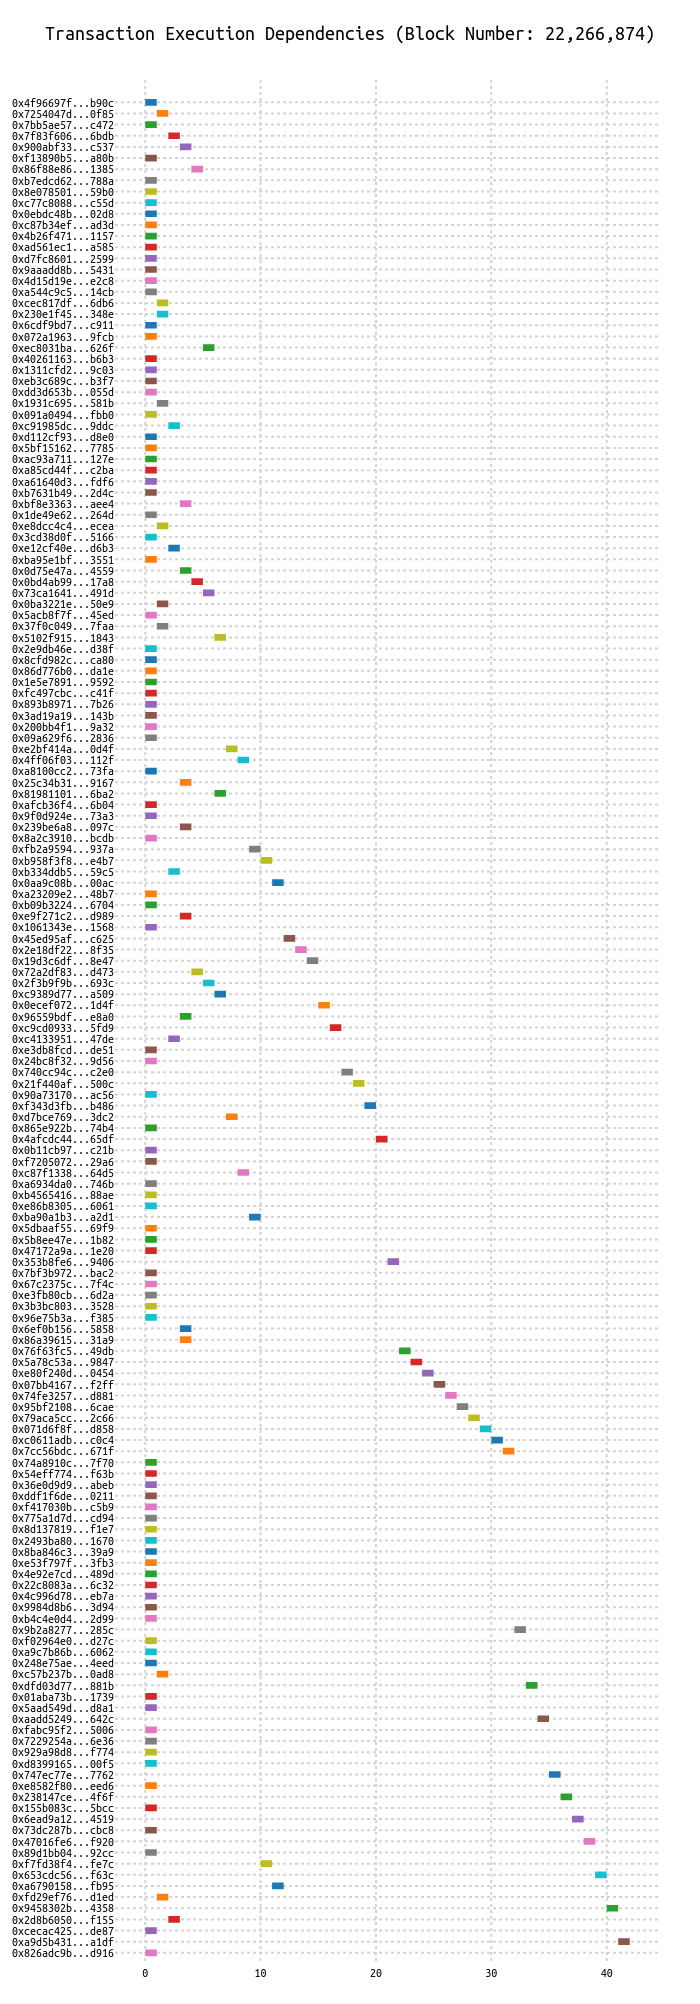 Transaction Execution Dependencies (Block Number: 22,266,874)
0x4f96697f...b90c
0x7254047d...0f85
0x7bb5ae57...c472
0x7f83f606...6bdb
0x900abf33...c537
0xf13890b5...a80b
0x86f88e86...1385
0xb7edcd62...788a
0x8e078501...59b0
0xc77c8088...c55d
0x0ebdc48b...02d8
0xc87b34ef...ad3d
0x4b26f471...1157
0xad561ec1...a585
0xd7fc8601...2599
0x9aaadd8b...5431
0x4d15d19e...e2c8
0xa544c9c5...14cb
0xcec817df...6db6
0x230e1f45...348e
0x6cdf9bd7...c911
0x072a1963...9fcb
0xec8031ba...626f
0x40261163...b6b3
0x1311cfd2...9c03
0xeb3c689c...b3f7
0xdd3d653b...055d
0x1931c695...581b
0x091a0494...fbb0
0xc91985dc...9ddc
0xd112cf93...d8e0
0x5bf15162...7785
0xac93a711...127e
0xa85cd44f...c2ba
0xa61640d3...fdf6
0xb7631b49...2d4c
0xbf8e3363...aee4
0x1de49e62...264d
0xe8dcc4c4...ecea
0x3cd38d0f...5166
0xe12cf40e...d6b3
0xba95e1bf...3551
0x0d75e47a...4559
0x0bd4ab99...17a8
0x73ca1641...491d
0x0ba3221e...50e9
0x5acb8f7f...45ed
0x37f0c049...7faa
0x5102f915...1843
0x2e9db46e...d38f
0x8cfd982c...ca80
0x86d776b0...da1e
0x1e5e7891...9592
0xfc497cbc...c41f
0x893b8971...7b26
0x3ad19a19...143b
0x200bb4f1...9a32
0x09a629f6...2836
0xe2bf414a...0d4f
0x4ff06f03...112f
0xa8100cc2...73fa
0x25c34b31...9167
0x81981101...6ba2
0xafcb36f4...6b04
0x9f0d924e...73a3
0x239be6a8...097c
0x8a2c3910...bcdb
0xfb2a9594...937a
0xb958f3f8...e4b7
0xb334ddb5...59c5
0x0aa9c08b...00ac
0xa23209e2...48b7
0xb09b3224...6704
0xe9f271c2...d989
0x1061343e...1568
0x45ed95af...c625
0x2e18df22...8f35
0x19d3c6df...8e47
0x72a2df83...d473
0x2f3b9f9b...693c
0xc9389d77...a509
0x0ecef072...1d4f
0x96559bdf...e8a0
0xc9cd0933...5fd9
0xc4133951...47de
0xe3db8fcd...de51
0x24bc8f32...9d56
0x740cc94c...c2e0
0x21f440af...500c
0x90a73170...ac56
0xf343d3fb...b486
0xd7bce769...3dc2
0x865e922b...74b4
0x4afcdc44...65df
0x0b11cb97...c21b
0xf7205072...29a6
0xc87f1338...64d5
0xa6934da0...746b
0xb4565416...88ae
0xe86b8305...6061
0xba90a1b3...a2d1
0x5dbaaf55...69f9
0x5b8ee47e...1b82
0x47172a9a...1e20
0x353b8fe6...9406
0x7bf3b972...bac2
0x67c2375c...7f4c
0xe3fb80cb...6d2a
0x3b3bc803...3528
0x96e75b3a...f385
0x6ef0b156...5858
0x86a39615...31a9
0x76f63fc5...49db
0x5a78c53a...9847
0xe80f240d...0454
0x07bb4167...f2ff
0x74fe3257...d881
0x95bf2108...6cae
0x79aca5cc...2c66
0x071d6f8f...d858
0xc0611adb...c0c4
0x7cc56bdc...671f
0x74a8910c...7f70
0x54eff774...f63b
0x36e0d9d9...abeb
0xddf1f6de...0211
0xf417030b...c5b9
0x775a1d7d...cd94
0x8d137819...f1e7
0x2493ba80...1670
0x8ba846c3...39a9
0xe53f797f...3fb3
0x4e92e7cd...489d
0x22c8083a...6c32
0x4c996d78...eb7a
0x9984d8b6...3d94
0xb4c4e0d4...2d99
0x9b2a8277...285c
0xf02964e0...d27c
0xa9c7b86b...6062
0x248e75ae...4eed
0xc57b237b...0ad8
0xdfd03d77...881b
0x01aba73b...1739
0x5aad549d...d8a1
0xaadd5249...642c
0xfabc95f2...5006
0x7229254a...6e36
0x929a98d8...f774
0xd8399165...00f5
0x747ec77e...7762
0xe8582f80...eed6
0x238147ce...4f6f
0x155b083c...5bcc
0x6ead9a12...4519
0x73dc287b...cbc8
0x47016fe6...f920
0x89d1bb04...92cc
0xf7fd38f4...fe7c
0x653cdc56...f63c
0xa6790158...fb95
0xfd29ef76...d1ed
0x9458302b...4358
0x2d8b6050...f155
0xcecac425...de87
0xa9d5b431...a1df
0x826adc9b...d916
0 10 20 30 40